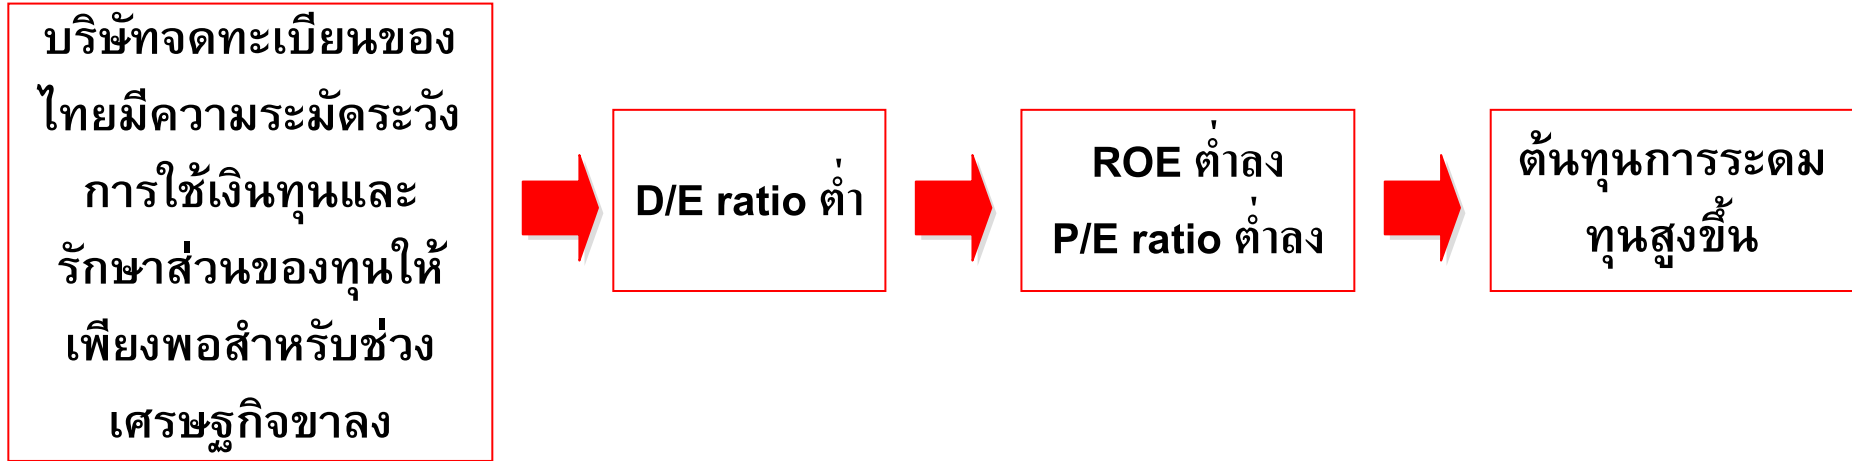 บริษัทจดทะเบียนของ
ไทยมีความระมัดระวัง
การใช้เงินทุนและ
รักษาส่วนของทุนให้
เพียงพอสำหรับช่วง
เศรษฐกิจขาลง
D/E ratio ต่ำ
ROE ต่ำลง
P/E ratio ต่ำลง
ต้นทุนการระดม
ทุนสูงขึ้น